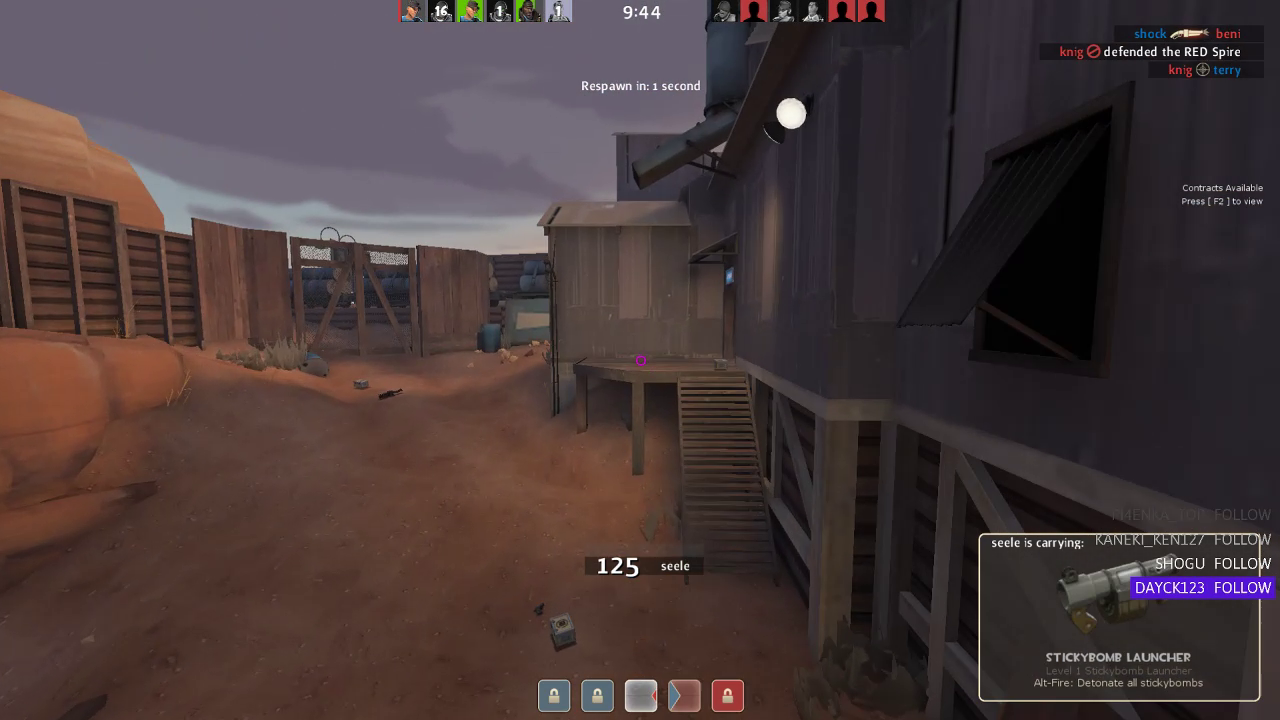 16 1 1 9:44
shock beni
knig defended the RED Spire
knig terry
Respawn in: 1 second
Contracts Available
Press [ F2 ] to view
FOLLOW
seele is carrying: KANEKI_KEN127 FOLLOW
SHOGU FOLLOW
125 seele
DAYCK123 FOLLOW
STICKYBOMB LAUNCHER
Level 1 Stickybomb Launcher
Alt-Fire: Detonate all stickybombs